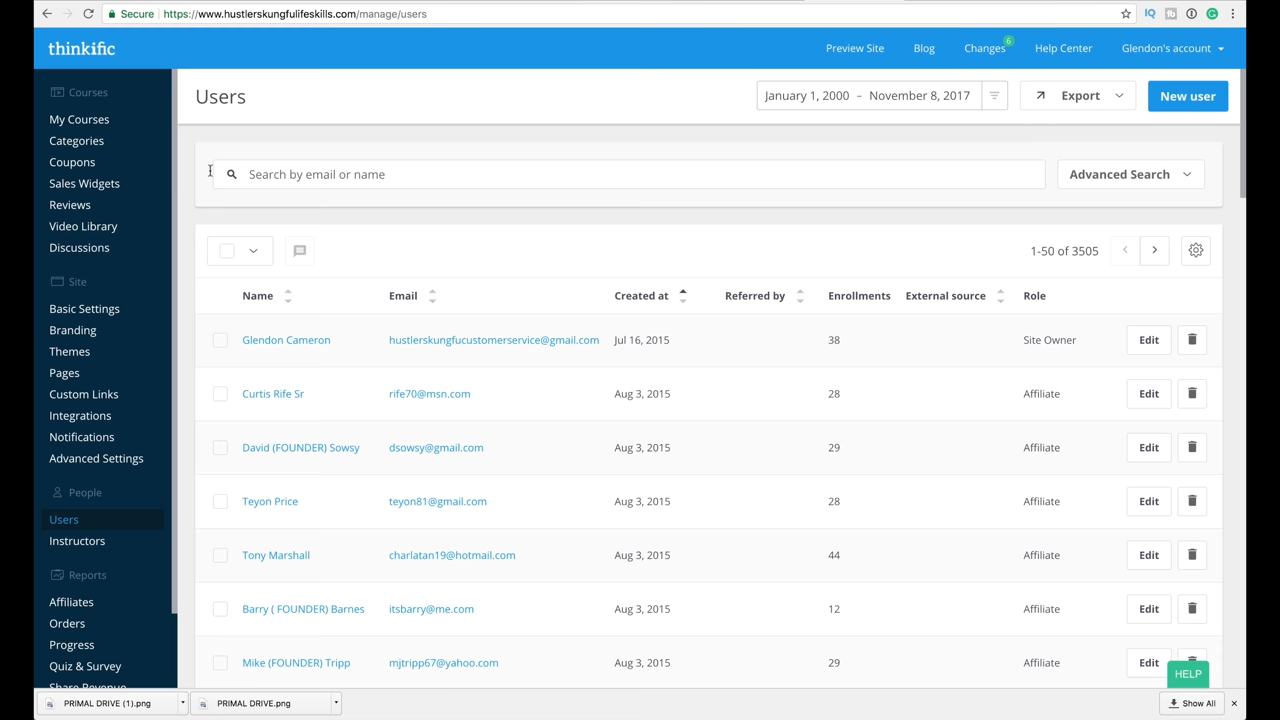 Secure https://www.hustlerskungfulifeskills.com/manage/users
thinkific
Preview Site Blog Changes 6 Help Center Glendon's account
Courses
My Courses
Categories
Coupons
Sales Widgets
Reviews
Video Library
Discussions
Site
Basic Settings
Branding
Themes
Pages
Custom Links
Integrations
Notifications
Advanced Settings
People
Users
Instructors
Reports
Affiliates
Orders
Progress
Quiz & Survey
Share Revenue
Users
January 1, 2000 – November 8, 2017 Export New user
Search by email or name Advanced Search
1-50 of 3505
Name Email Created at Referred by Enrollments External source Role
Glendon Cameron hustlerskungfucustomerservice@gmail.com Jul 16, 2015 38 Site Owner Edit
Curtis Rife Sr rife70@msn.com Aug 3, 2015 28 Affiliate Edit
David (FOUNDER) Sowsy dsowsy@gmail.com Aug 3, 2015 29 Affiliate Edit
Teyon Price teyon81@gmail.com Aug 3, 2015 28 Affiliate Edit
Tony Marshall charlatan19@hotmail.com Aug 3, 2015 44 Affiliate Edit
Barry ( FOUNDER) Barnes itsbarry@me.com Aug 3, 2015 12 Affiliate Edit
Mike (FOUNDER) Tripp mjtripp67@yahoo.com Aug 3, 2015 29 Affiliate Edit
HELP
PRIMAL DRIVE (1).png PRIMAL DRIVE.png Show All